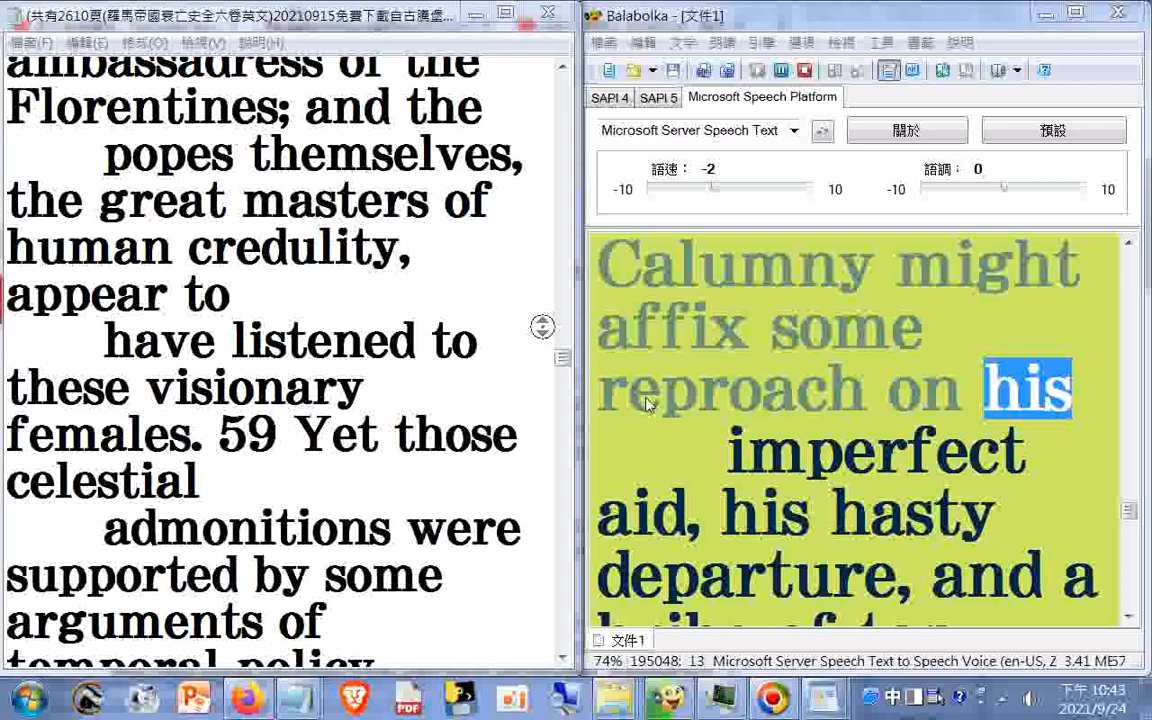 (共有2610頁(羅馬帝國衰亡史全六卷英文)20210915免費下載自古騰堡...
檔案(F) 編輯(E) 格式(O) 檢視(V) 說明(H)
ambassadress of the
Florentines; and the
popes themselves,
the great masters of
human credulity,
appear to
have listened to
these visionary
females. 59 Yet those
celestial
admonitions were
supported by some
arguments of
temporal policy.
Balabolka - [文件1]
檔案 編輯 文字 朗讀 引擎 選項 檢視 工具 書籤 說明
SAPI 4 SAPI 5 Microsoft Speech Platform
Microsoft Server Speech Text 關於 預設
語速： -2 語調： 0
-10 10 -10 10
Calumny might
affix some
reproach on his
imperfect
aid, his hasty
departure, and a
bribe of ten
文件1
74% 195048: 13 Microsoft Server Speech Text to Speech Voice (en-US, Z 3.41 ME57
PDF 中 下午 10:43
2021/9/24